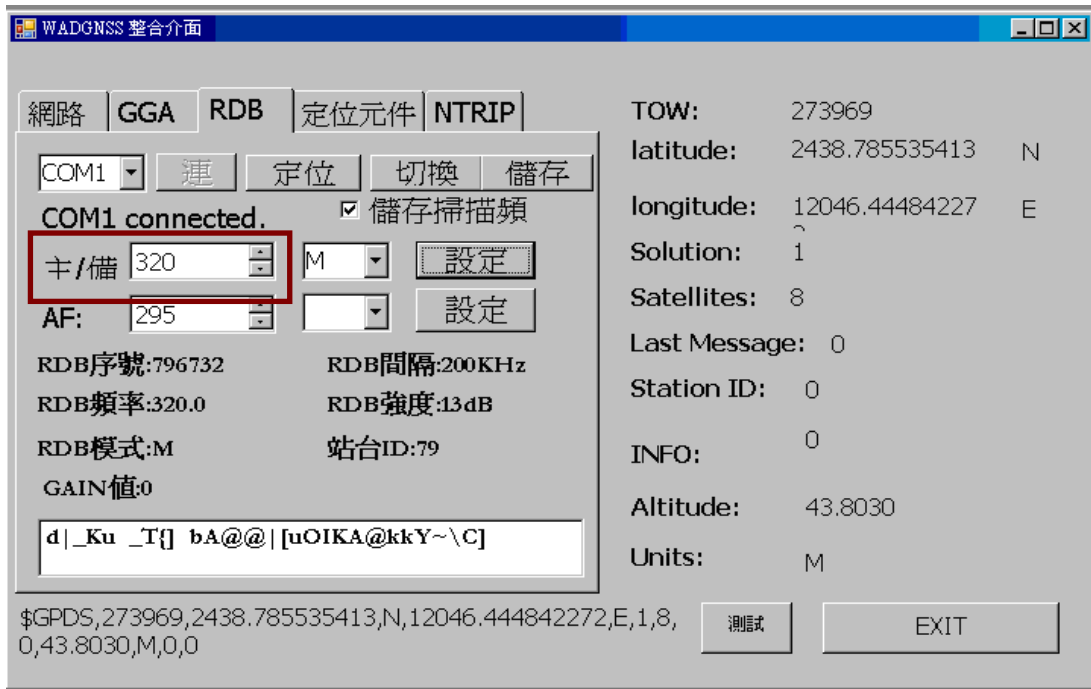 WADGNSS 整合介面
網路 GGA RDB 定位元件 NTRIP
COM1 連 定位 切換 儲存
COM1 connected. 儲存掃描頻
主/備 320 M 設定
AF: 295 設定
RDB序號:796732 RDB間隔:200KHz
RDB頻率:320.0 RDB強度:13dB
RDB模式:M 站台ID:79
GAIN值:0
d|_Ku _T{] bA@@|[uOIKA@kkY~\C]
TOW: 273969
latitude: 2438.785535413 N
longitude: 12046.44484227 E
Solution: 1
Satellites: 8
Last Message: 0
Station ID: 0
INFO: 0
Altitude: 43.8030
Units: M
$GPDS,273969,2438.785535413,N,12046.444842272,E,1,8,
0,43.8030,M,0,0
測試 EXIT